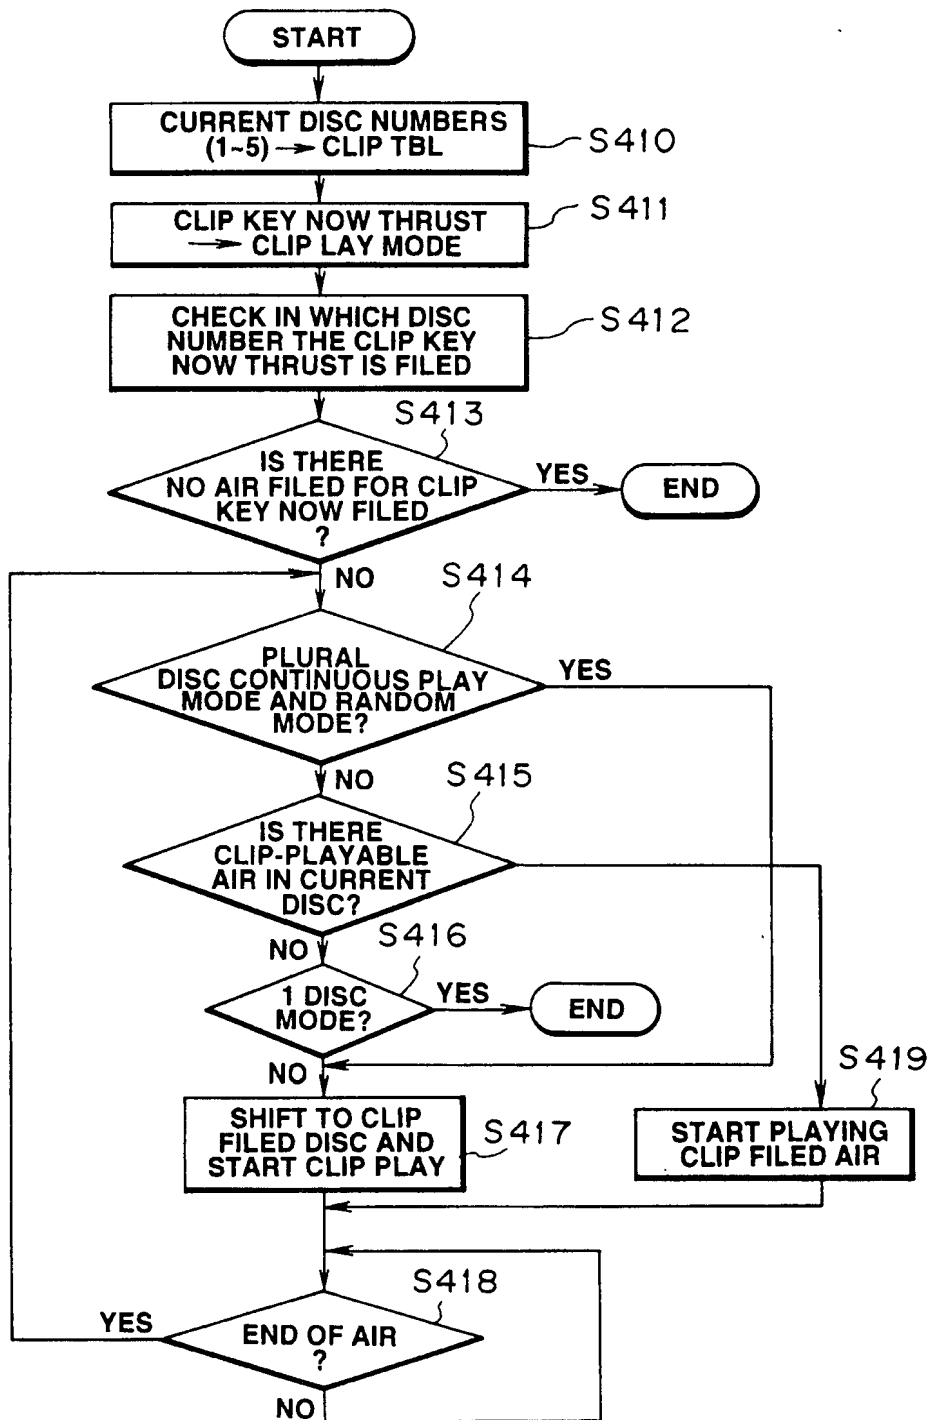 START
CURRENT DISC NUMBERS
(1~5) → CLIP TBL
S410
CLIP KEY NOW THRUST
→ CLIP LAY MODE
S411
CHECK IN WHICH DISC
NUMBER THE CLIP KEY
NOW THRUST IS FILED
S412
S413
IS THERE
NO AIR FILED FOR CLIP
KEY NOW FILED
?
YES
END
NO
S414
PLURAL
DISC CONTINUOUS PLAY
MODE AND RANDOM
MODE?
YES
NO
S415
IS THERE
CLIP-PLAYABLE
AIR IN CURRENT
DISC?
NO
S416
1 DISC
MODE?
YES
END
NO
SHIFT TO CLIP
FILED DISC AND
START CLIP PLAY
S417
S419
START PLAYING
CLIP FILED AIR
S418
END OF AIR
?
YES
NO